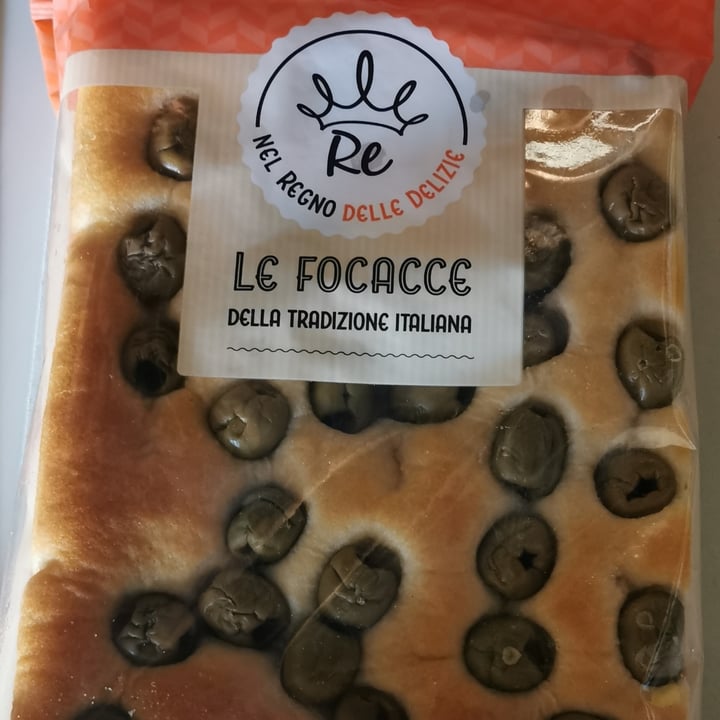 Re
NEL REGNO DELLE DELIZIE
LE FOCACCE
DELLA TRADIZIONE ITALIANA